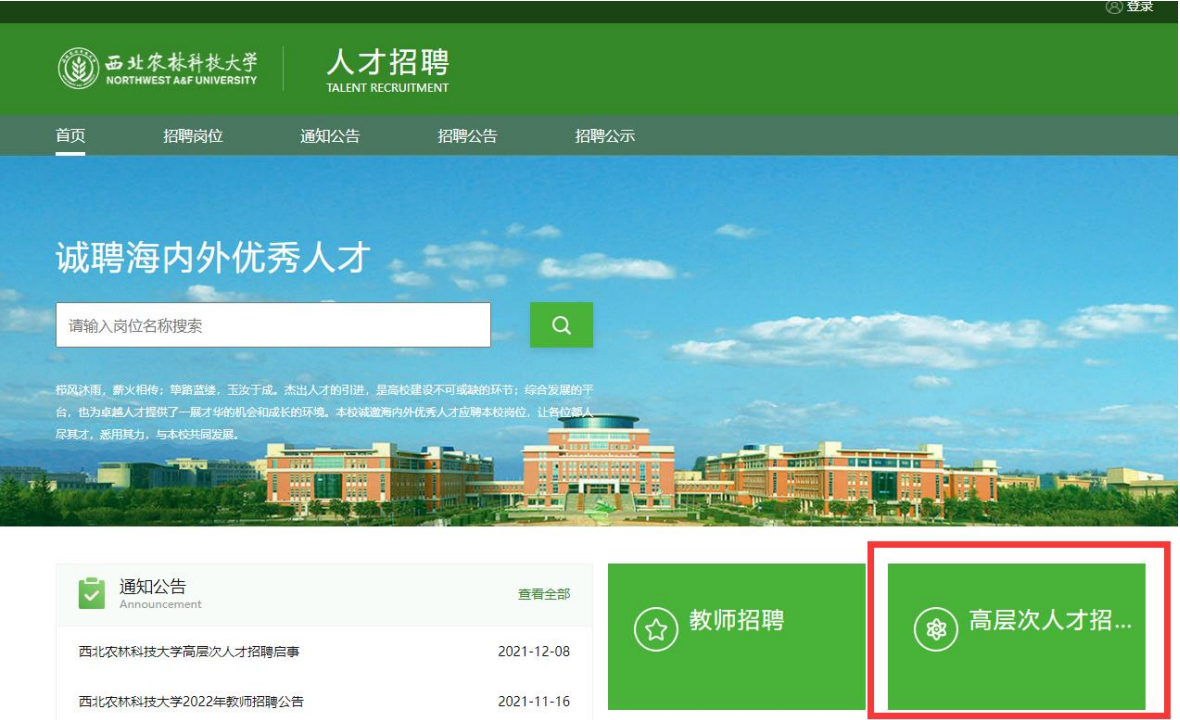 登录
西北农林科技大学
NORTHWEST A&F UNIVERSITY
人才招聘
TALENT RECRUITMENT
首页 招聘岗位 通知公告 招聘公告 招聘公示
诚聘海内外优秀人才
请输入岗位名称搜索
栉风沐雨，薪火相传；筚路蓝缕，玉汝于成。杰出人才的引进，是高校建设不可或缺的环节；综合发展的平
台，也为卓越人才提供了一展才华的机会和成长的环境。本校诚邀海内外优秀人才应聘本校岗位，让各位都人
尽其才，悉用其力，与本校共同发展。
通知公告
Announcement
查看全部
西北农林科技大学高层次人才招聘启事 2021-12-08
西北农林科技大学2022年教师招聘公告 2021-11-16
教师招聘
高层次人才招...